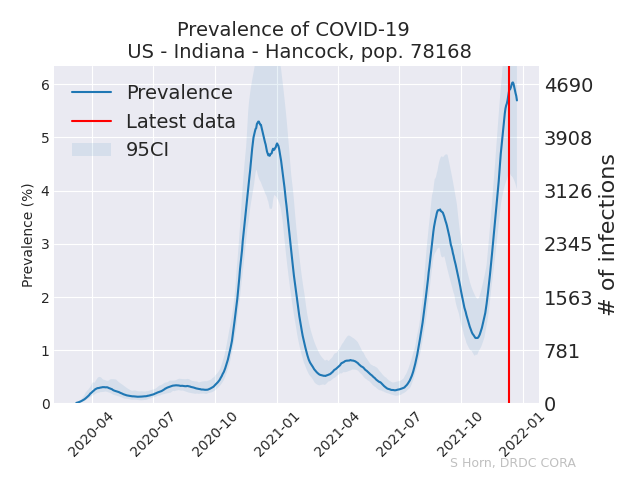 Prevalence of COVID-19
US - Indiana - Hancock, pop. 78168
Prevalence
Latest data
95CI
Prevalence (%)
6
5
4
3
2
1
0
4690
3908
3126
2345
1563
781
0
# of infections
2020-04
2020-07
2020-10
2021-01
2021-04
2021-07
2021-10
2022-01
S Horn, DRDC CORA